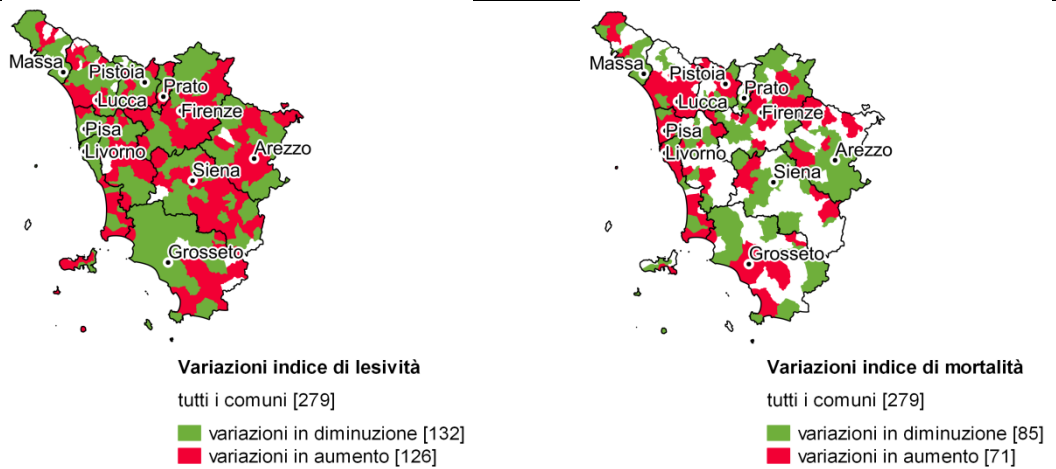 Massa
Pistoia
Prato
Lucca
Firenze
Pisa
Livorno
Arezzo
Siena
Grosseto
Variazioni indice di lesività
tutti i comuni [279]
variazioni in diminuzione [132]
variazioni in aumento [126]
Massa
Pistoia
Prato
Lucca
Firenze
Pisa
Livorno
Arezzo
Siena
Grosseto
Variazioni indice di mortalità
tutti i comuni [279]
variazioni in diminuzione [85]
variazioni in aumento [71]